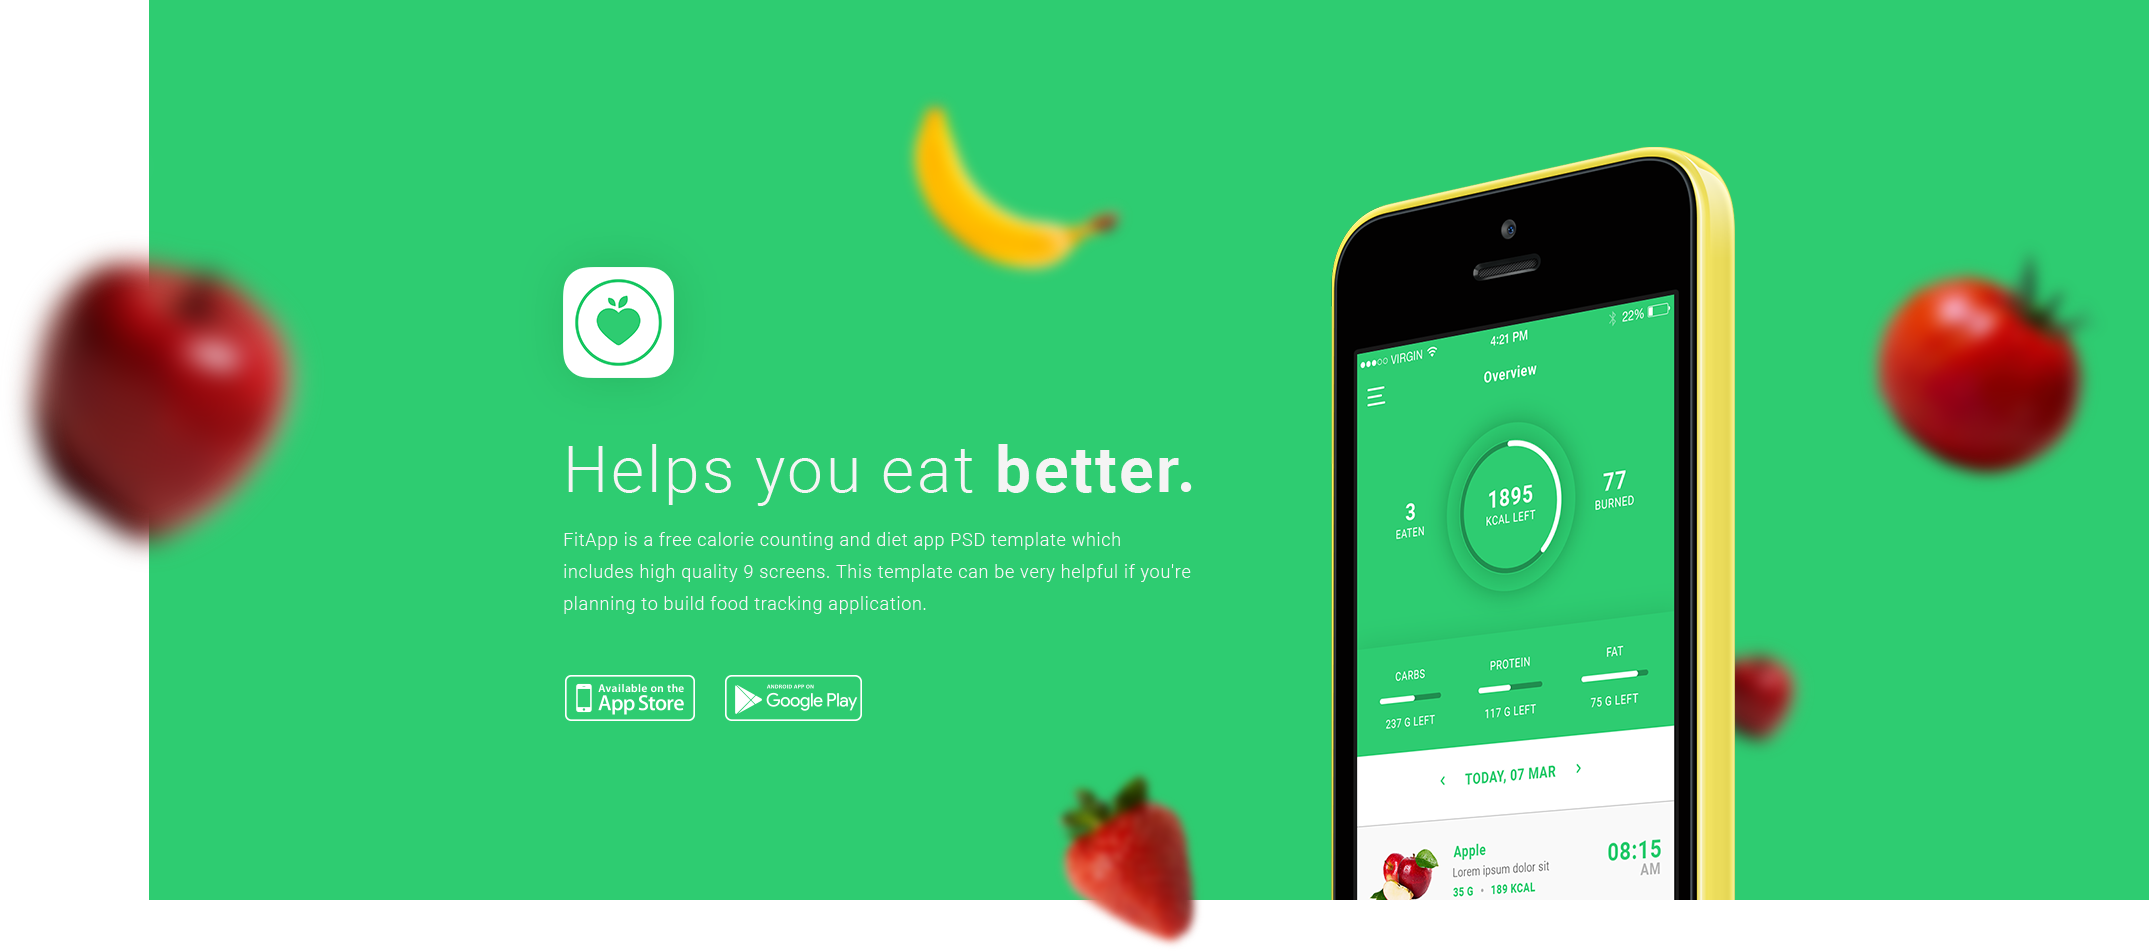 Helps you eat better.
FitApp is a free calorie counting and diet app PSD template which
includes high quality 9 screens. This template can be very helpful if you're
planning to build food tracking application.
Available on the
App Store
ANDROID APP ON
Google Play
VIRGIN
4:21 PM
22%
Overview
3
EATEN
1895
KCAL LEFT
77
BURNED
CARBS
237 G LEFT
PROTEIN
117 G LEFT
FAT
75 G LEFT
‹ TODAY, 07 MAR ›
Apple
Lorem ipsum dolor sit
35 G • 189 KCAL
08:15
AM